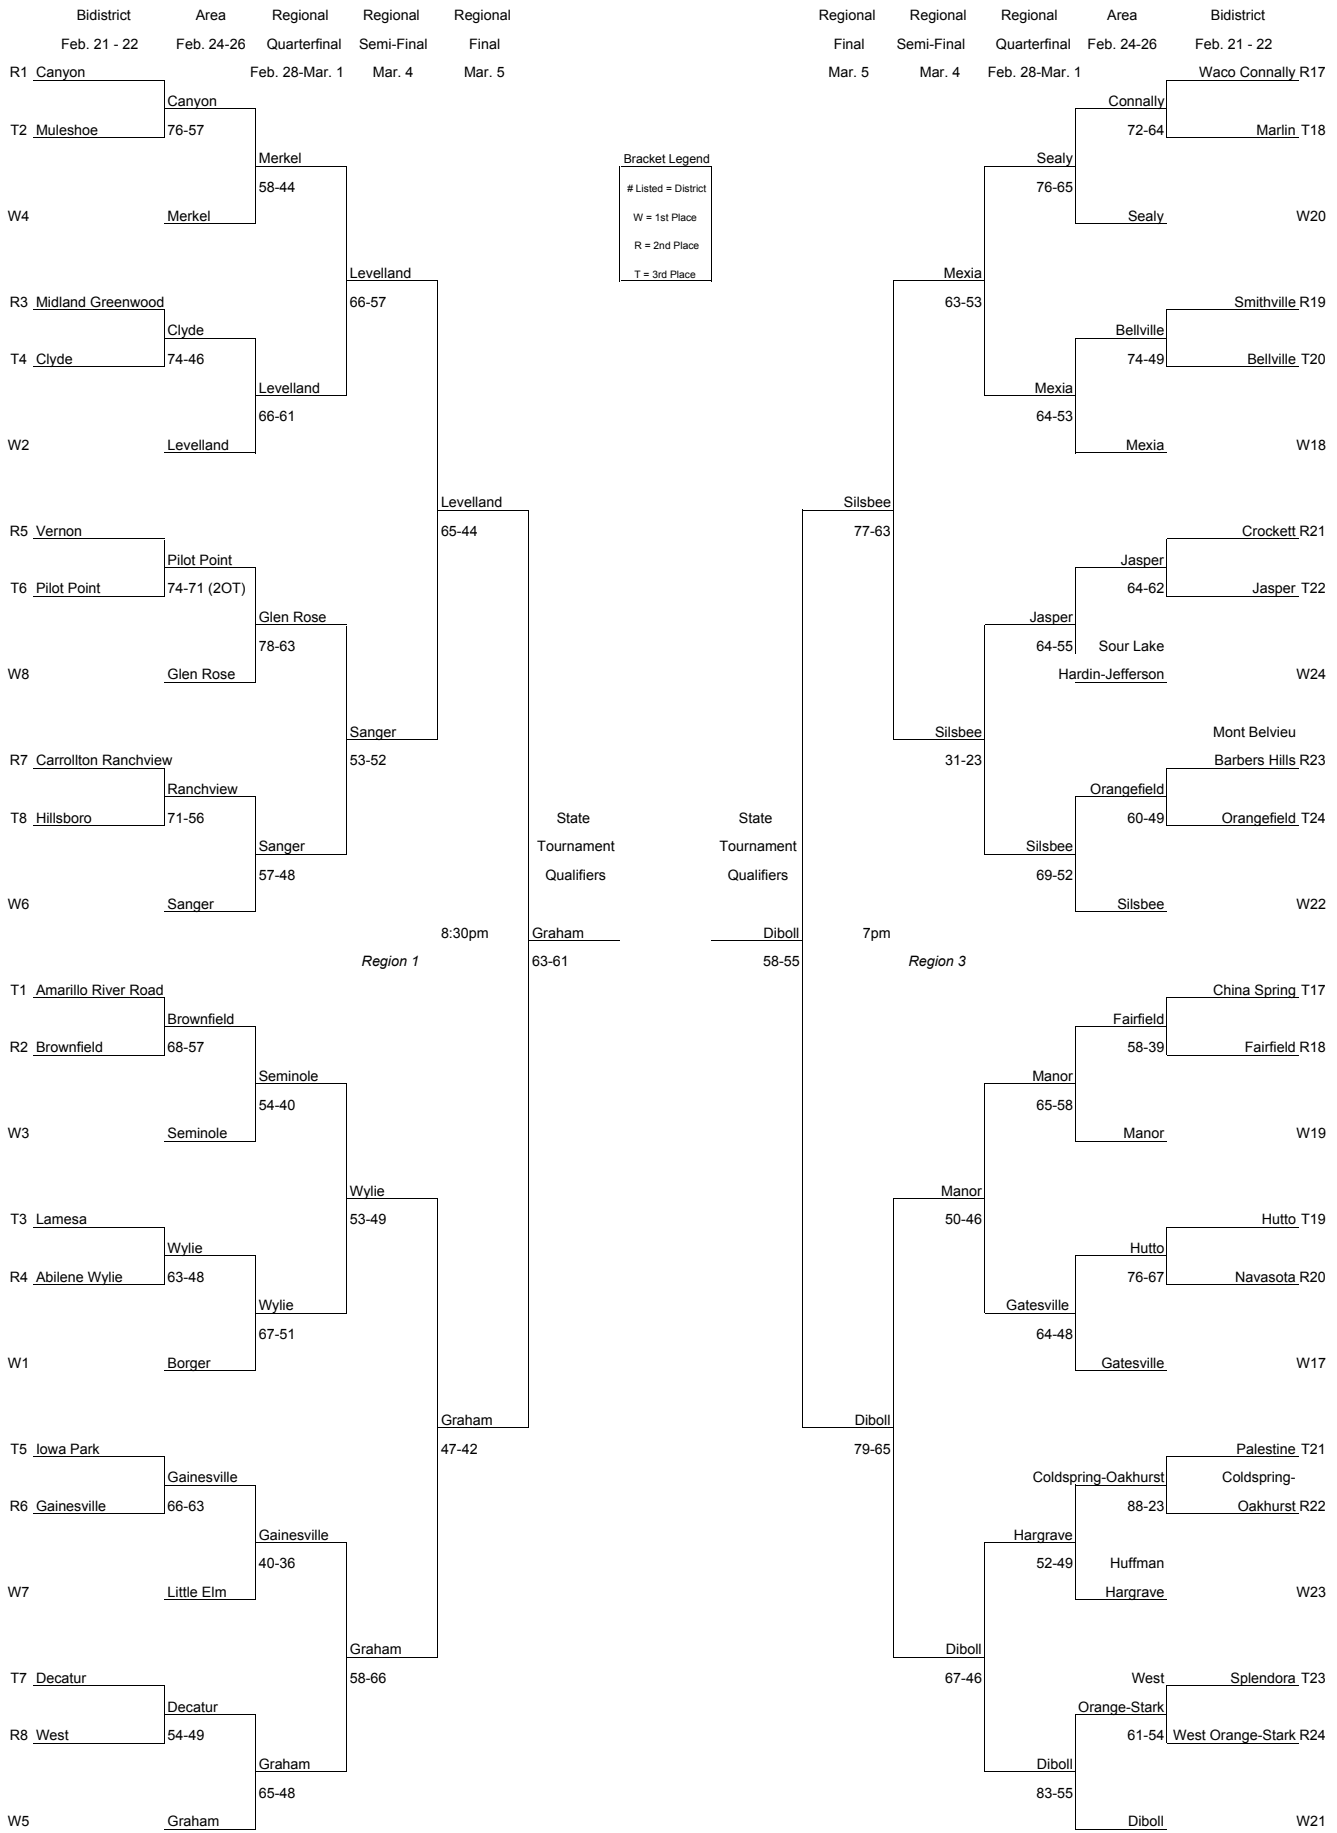 Bidistrict Area Regional Regional Regional Regional Regional Regional Area Bidistrict
Feb. 21 - 22 Feb. 24-26 Quarterfinal Semi-Final Final Final Semi-Final Quarterfinal Feb. 24-26 Feb. 21 - 22
R1 Canyon Feb. 28-Mar. 1 Mar. 4 Mar. 5 Mar. 5 Mar. 4 Feb. 28-Mar. 1 Waco Connally R17
Canyon Connally
T2 Muleshoe 76-57 72-64 Marlin T18
Merkel Bracket Legend Sealy
58-44 # Listed = District 76-65
W4 Merkel W = 1st Place Sealy W20
R = 2nd Place
Levelland T = 3rd Place Mexia
R3 Midland Greenwood 66-57 63-53 Smithville R19
Clyde Bellville
T4 Clyde 74-46 74-49 Bellville T20
Levelland Mexia
66-61 64-53
W2 Levelland Mexia W18
Levelland Silsbee
R5 Vernon 65-44 77-63 Crockett R21
Pilot Point Jasper
T6 Pilot Point 74-71 (2OT) 64-62 Jasper T22
Glen Rose Jasper
78-63 64-55 Sour Lake
W8 Glen Rose Hardin-Jefferson W24
Sanger Silsbee Mont Belvieu
R7 Carrollton Ranchview 53-52 31-23 Barbers Hills R23
Ranchview Orangefield
T8 Hillsboro 71-56 State State 60-49 Orangefield T24
Sanger Tournament Tournament Silsbee
57-48 Qualifiers Qualifiers 69-52
W6 Sanger Silsbee W22
8:30pm Graham Diboll 7pm
Region 1 63-61 58-55 Region 3
T1 Amarillo River Road China Spring T17
Brownfield Fairfield
R2 Brownfield 68-57 58-39 Fairfield R18
Seminole Manor
54-40 65-58
W3 Seminole Manor W19
Wylie Manor
T3 Lamesa 53-49 50-46 Hutto T19
Wylie Hutto
R4 Abilene Wylie 63-48 76-67 Navasota R20
Wylie Gatesville
67-51 64-48
W1 Borger Gatesville W17
Graham Diboll
T5 Iowa Park 47-42 79-65 Palestine T21
Gainesville Coldspring-Oakhurst Coldspring-
R6 Gainesville 66-63 88-23 Oakhurst R22
Gainesville Hargrave
40-36 52-49 Huffman
W7 Little Elm Hargrave W23
Graham Diboll
T7 Decatur 58-66 67-46 West Splendora T23
Decatur Orange-Stark
R8 West 54-49 61-54 West Orange-Stark R24
Graham Diboll
65-48 83-55
W5 Graham Diboll W21